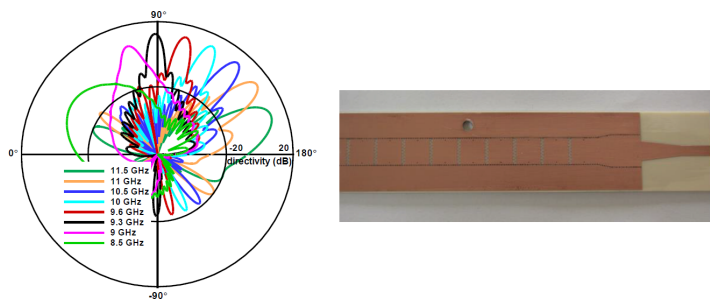 90°
0°
-20
20
180°
directivity (dB)
11.5 GHz
11 GHz
10.5 GHz
10 GHz
9.6 GHz
9.3 GHz
9 GHz
8.5 GHz
-90°